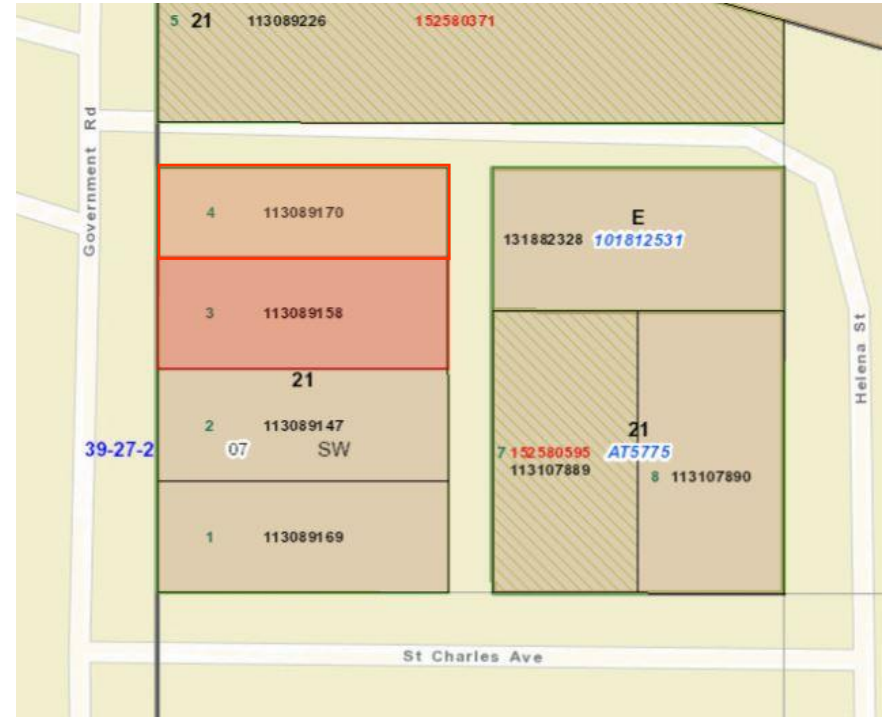 5 21 113089226 152580371
Government Rd
4 113089170
E
131882328 101812531
3 113089158
Helena St
21
2 113089147
39-27-2 07 SW
21
7 152580595 AT5775
113107889
8 113107890
1 113089169
St Charles Ave